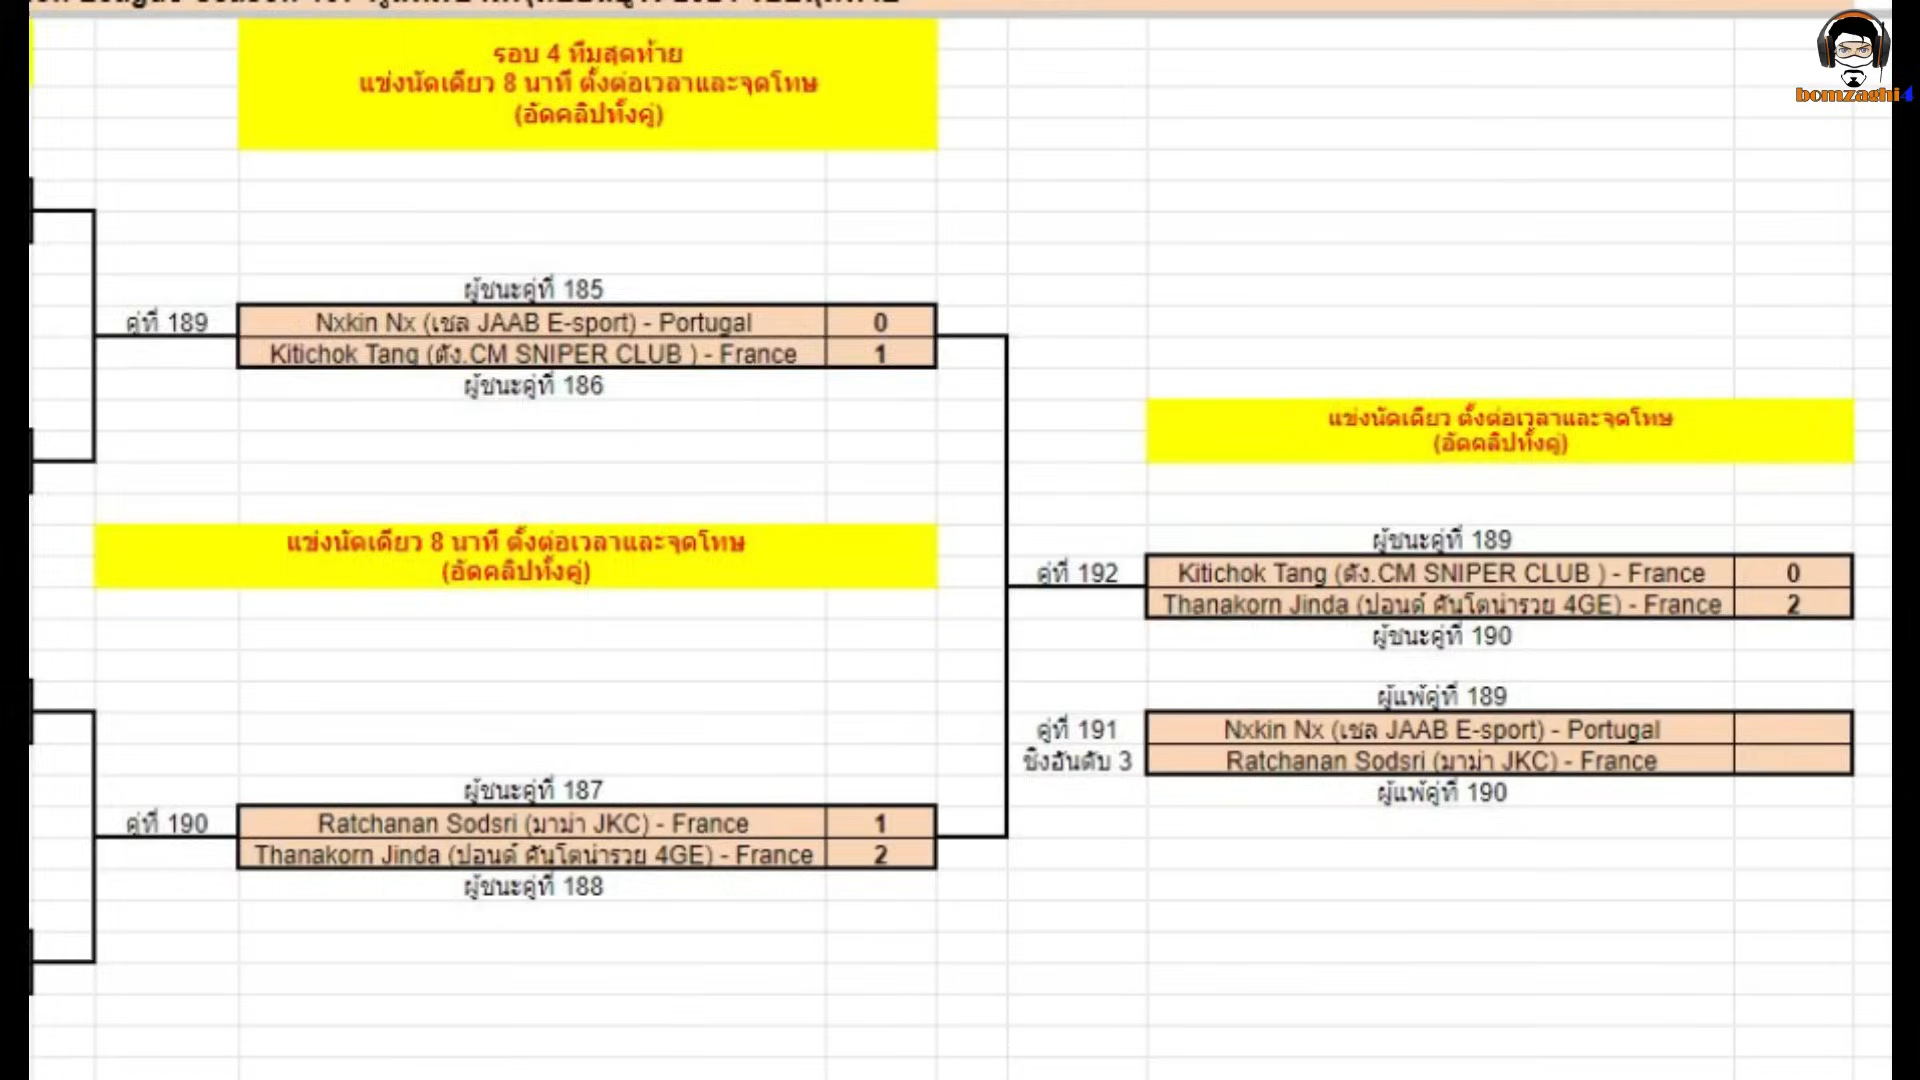 รอบ 4 ทีมสุดท้าย
แข่งนัดเดียว 8 นาที ตั้งต่อเวลาและจุดโทษ
(อัดคลิปทั้งคู่)
bomzaghi4
ผู้ชนะคู่ที่ 185
คู่ที่ 189
Nxkin Nx (เชล JAAB E-sport) - Portugal 0
Kitichok Tang (ตัง.CM SNIPER CLUB ) - France 1
ผู้ชนะคู่ที่ 186
แข่งนัดเดียว ตั้งต่อเวลาและจุดโทษ
(อัดคลิปทั้งคู่)
แข่งนัดเดียว 8 นาที ตั้งต่อเวลาและจุดโทษ
(อัดคลิปทั้งคู่)
ผู้ชนะคู่ที่ 189
คู่ที่ 192
Kitichok Tang (ตัง.CM SNIPER CLUB ) - France 0
Thanakorn Jinda (ปอนด์ คันโตน่ารวย 4GE) - France 2
ผู้ชนะคู่ที่ 190
ผู้แพ้คู่ที่ 189
คู่ที่ 191
Nxkin Nx (เชล JAAB E-sport) - Portugal
ชิงอันดับ 3
Ratchanan Sodsri (มาม่า JKC) - France
ผู้แพ้คู่ที่ 190
ผู้ชนะคู่ที่ 187
คู่ที่ 190
Ratchanan Sodsri (มาม่า JKC) - France 1
Thanakorn Jinda (ปอนด์ คันโตน่ารวย 4GE) - France 2
ผู้ชนะคู่ที่ 188